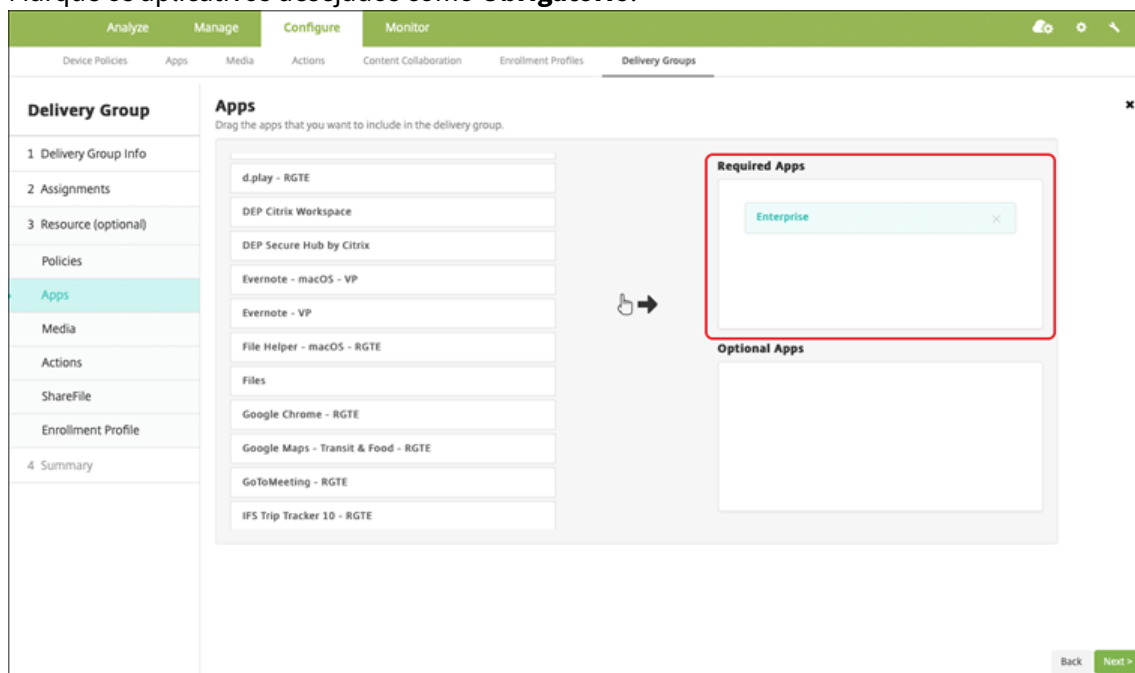 Marque os aplicativos desejados como Obrigatório.
Analyze Manage Configure Monitor
Device Policies Apps Media Actions Content Collaboration Enrollment Profiles Delivery Groups
Delivery Group
1 Delivery Group Info
2 Assignments
3 Resource (optional)
Policies
Apps
Media
Actions
ShareFile
Enrollment Profile
4 Summary
Apps
Drag the apps that you want to include in the delivery group.
d.play - RGTE
DEP Citrix Workspace
DEP Secure Hub by Citrix
Evernote - macOS - VP
Evernote - VP
File Helper - macOS - RGTE
Files
Google Chrome - RGTE
Google Maps - Transit & Food - RGTE
GoToMeeting - RGTE
IFS Trip Tracker 10 - RGTE
Required Apps
Enterprise
Optional Apps
Back Next >